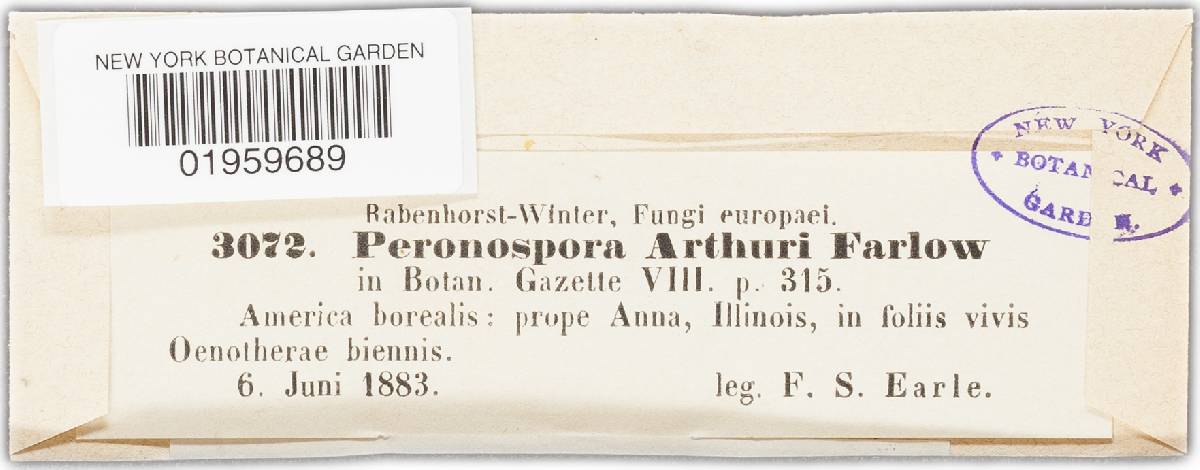 NEW YORK BOTANICAL GARDEN
01959689
NEW YORK
BOTANICAL
GARDEN.
Rabenhorst-Winter, Fungi europaei.
3072. Peronospora Arthuri Farlow
in Botan. Gazette VIII. p. 315.
America borealis: prope Anna, Illinois, in foliis vivis
Oenotherae biennis.
6. Juni 1883. leg. F. S. Earle.